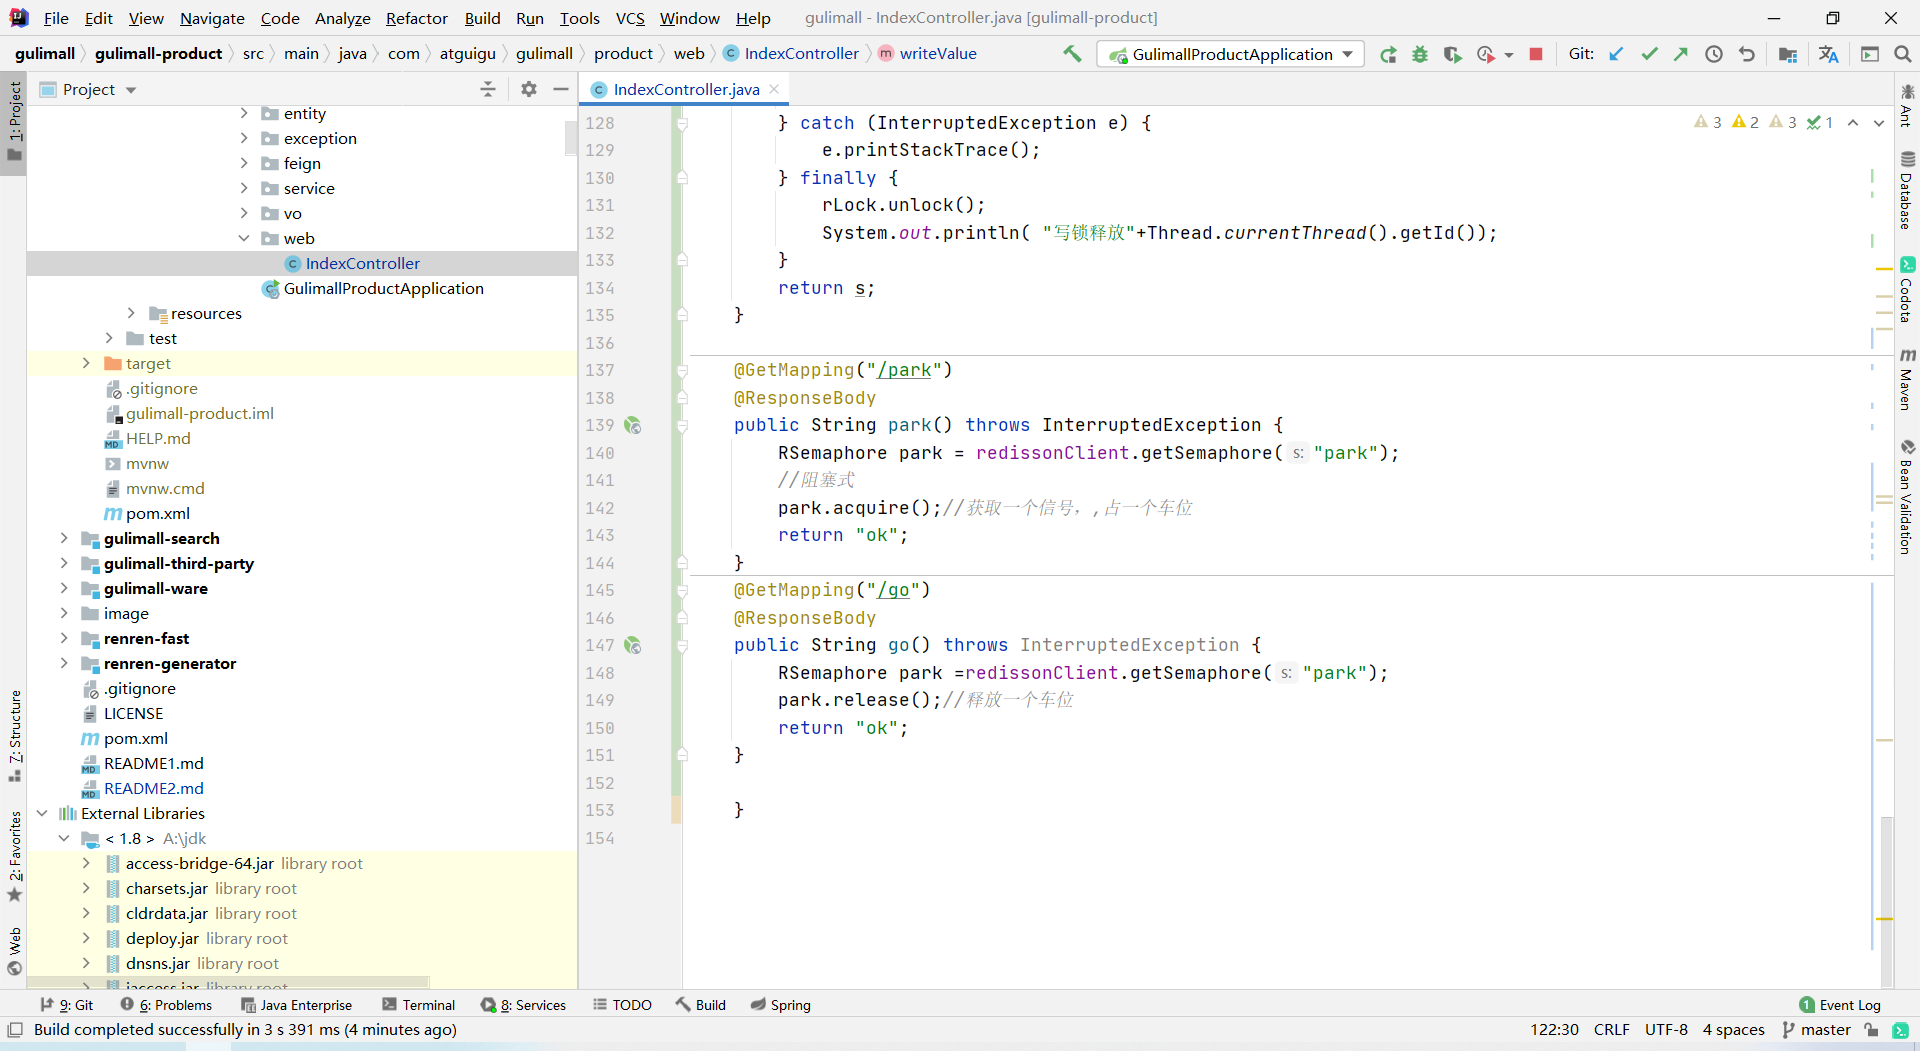 File Edit View Navigate Code Analyze Refactor Build Run Tools VCS Window Help gulimall - IndexController.java [gulimall-product]
gulimall gulimall-product src main java com atguigu gulimall product web IndexController writeValue GulimallProductApplication Git:
Project
IndexController.java
1: Project
7: Structure
2: Favorites
Web
entity
exception
feign
service
vo
web
IndexController
GulimallProductApplication
resources
test
target
.gitignore
gulimall-product.iml
HELP.md
mvnw
mvnw.cmd
pom.xml
gulimall-search
gulimall-third-party
gulimall-ware
image
renren-fast
renren-generator
.gitignore
LICENSE
pom.xml
README1.md
README2.md
External Libraries
< 1.8 > A:\jdk
access-bridge-64.jar library root
charsets.jar library root
cldrdata.jar library root
deploy.jar library root
dnsns.jar library root
jaccess.jar library root
3 2 3 1
128 } catch (InterruptedException e) {
129 e.printStackTrace();
130 } finally {
131 rLock.unlock();
132 System.out.println( "写锁释放"+Thread.currentThread().getId());
133 }
134 return s;
135 }
136
137 @GetMapping("/park")
138 @ResponseBody
139 public String park() throws InterruptedException {
140 RSemaphore park = redissonClient.getSemaphore( s: "park");
141 //阻塞式
142 park.acquire();//获取一个信号，,占一个车位
143 return "ok";
144 }
145 @GetMapping("/go")
146 @ResponseBody
147 public String go() throws InterruptedException {
148 RSemaphore park =redissonClient.getSemaphore( s: "park");
149 park.release();//释放一个车位
150 return "ok";
151 }
152
153 }
154
Ant
Database
Codota
Maven
Bean Validation
9: Git 6: Problems Java Enterprise Terminal 8: Services TODO Build Spring 1 Event Log
Build completed successfully in 3 s 391 ms (4 minutes ago) 122:30 CRLF UTF-8 4 spaces master